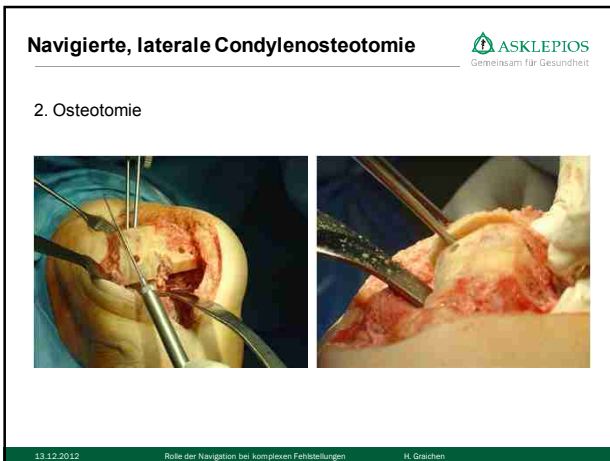 Navigierte, laterale Condylenosteotomie
ASKLEPIOS
Gemeinsam für Gesundheit
2. Osteotomie
13.12.2012 Rolle der Navigation bei komplexen Fehlstellungen H. Graichen